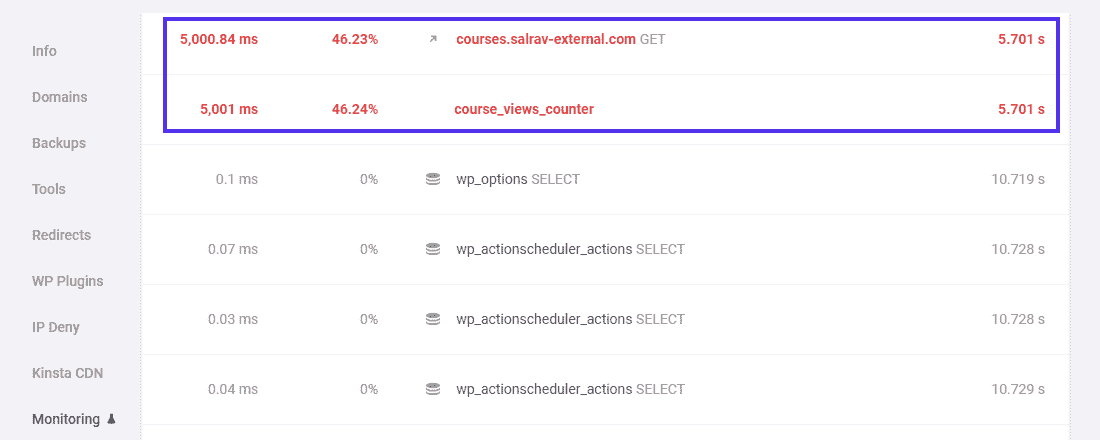 Info
Domains
Backups
Tools
Redirects
WP Plugins
IP Deny
Kinsta CDN
Monitoring
5,000.84 ms 46.23% courses.salrav-external.com GET 5.701 s
5,001 ms 46.24% course_views_counter 5.701 s
0.1 ms 0% wp_options SELECT 10.719 s
0.07 ms 0% wp_actionscheduler_actions SELECT 10.728 s
0.03 ms 0% wp_actionscheduler_actions SELECT 10.728 s
0.04 ms 0% wp_actionscheduler_actions SELECT 10.729 s